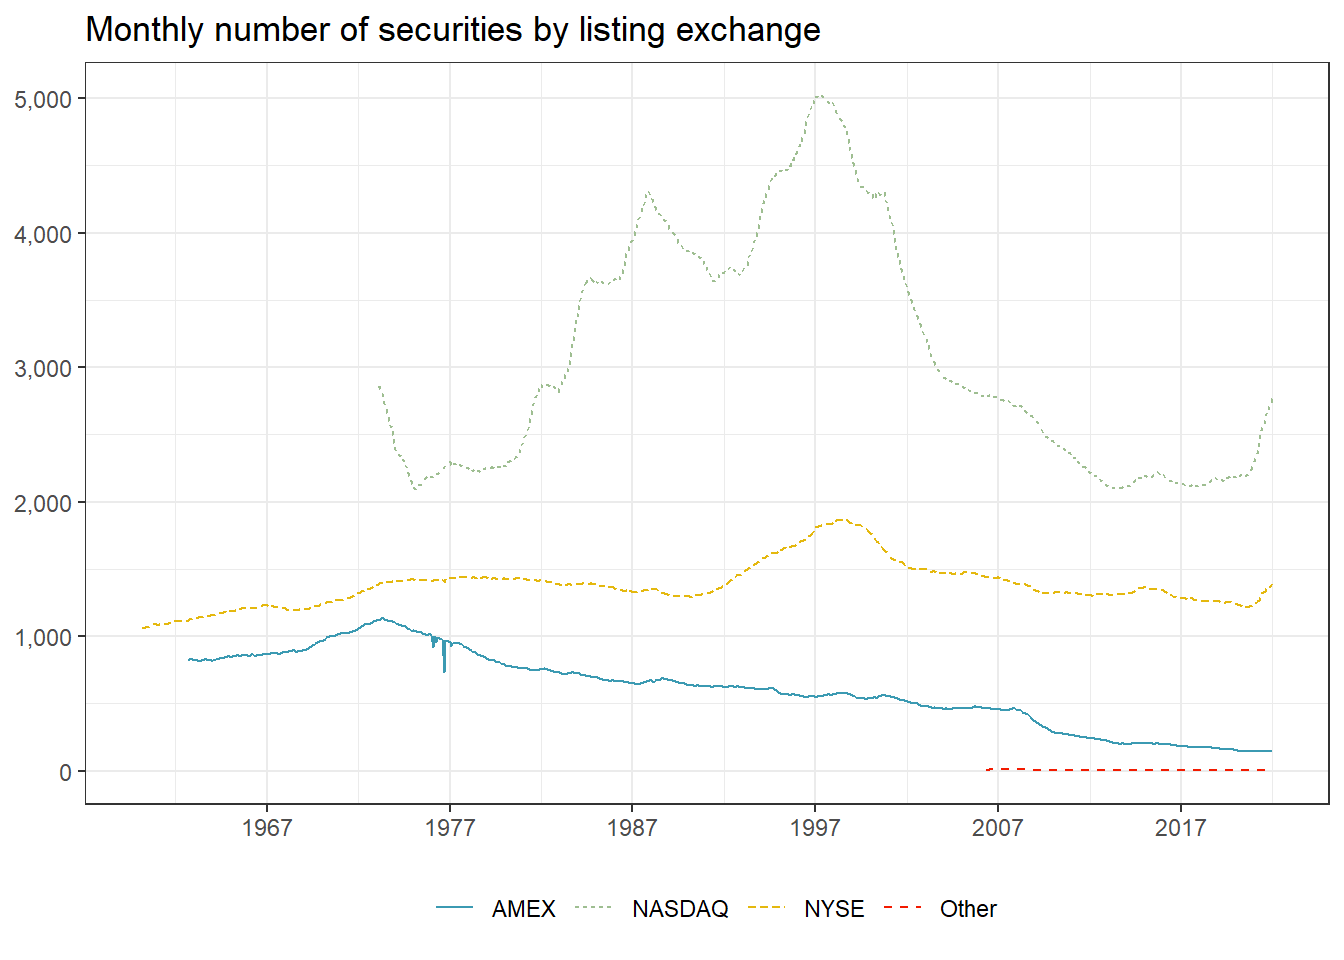 Monthly number of securities by listing exchange
5,000
4,000
3,000
2,000
1,000
0
1967 1977 1987 1997 2007 2017
AMEX NASDAQ NYSE Other